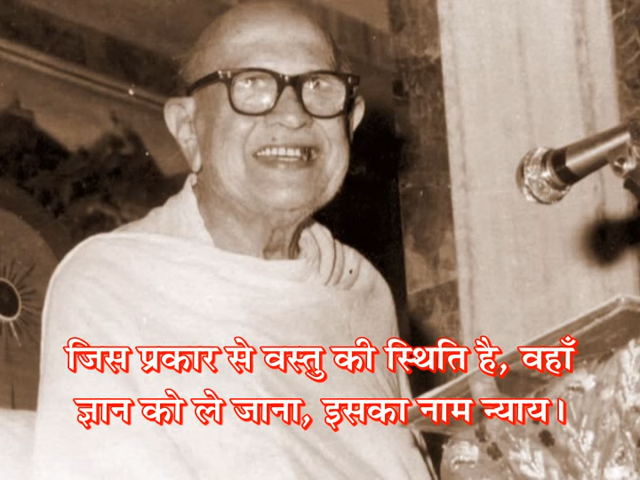 जिस प्रकार से वस्तु की स्थिति है, वहाँ
ज्ञान को ले जाना, इसका नाम न्याय।